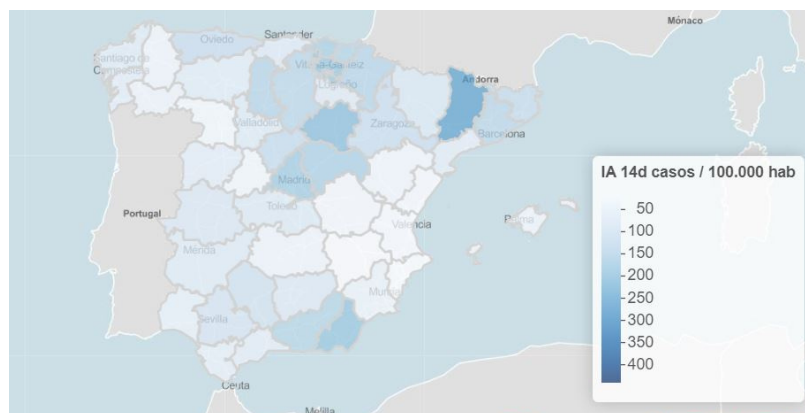 Mónaco
Oviedo
Santander
Santiago de
Compostela
Vitoria-Gasteiz
Logroño
Andorra
Valladolid
Zaragoza
Barcelona
IA 14d casos / 100.000 hab
Madrid
50
100
150
200
250
300
350
400
Portugal
Toledo
Palma
Valencia
Mérida
Murcia
Sevilla
Ceuta
Melilla